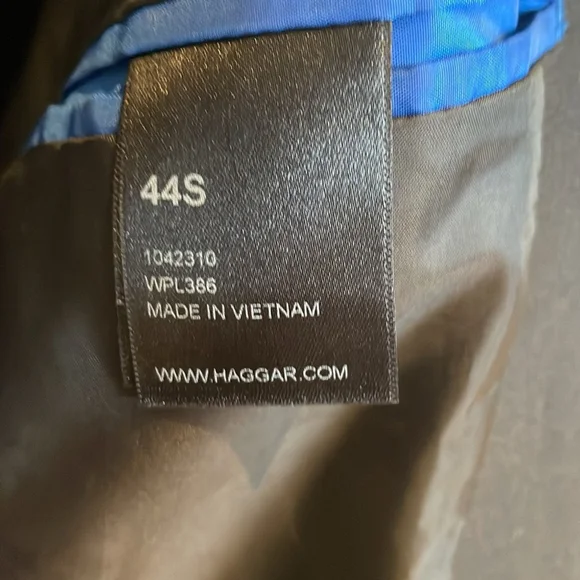 44S
1042310
WPL386
MADE IN VIETNAM
WWW.HAGGAR.COM